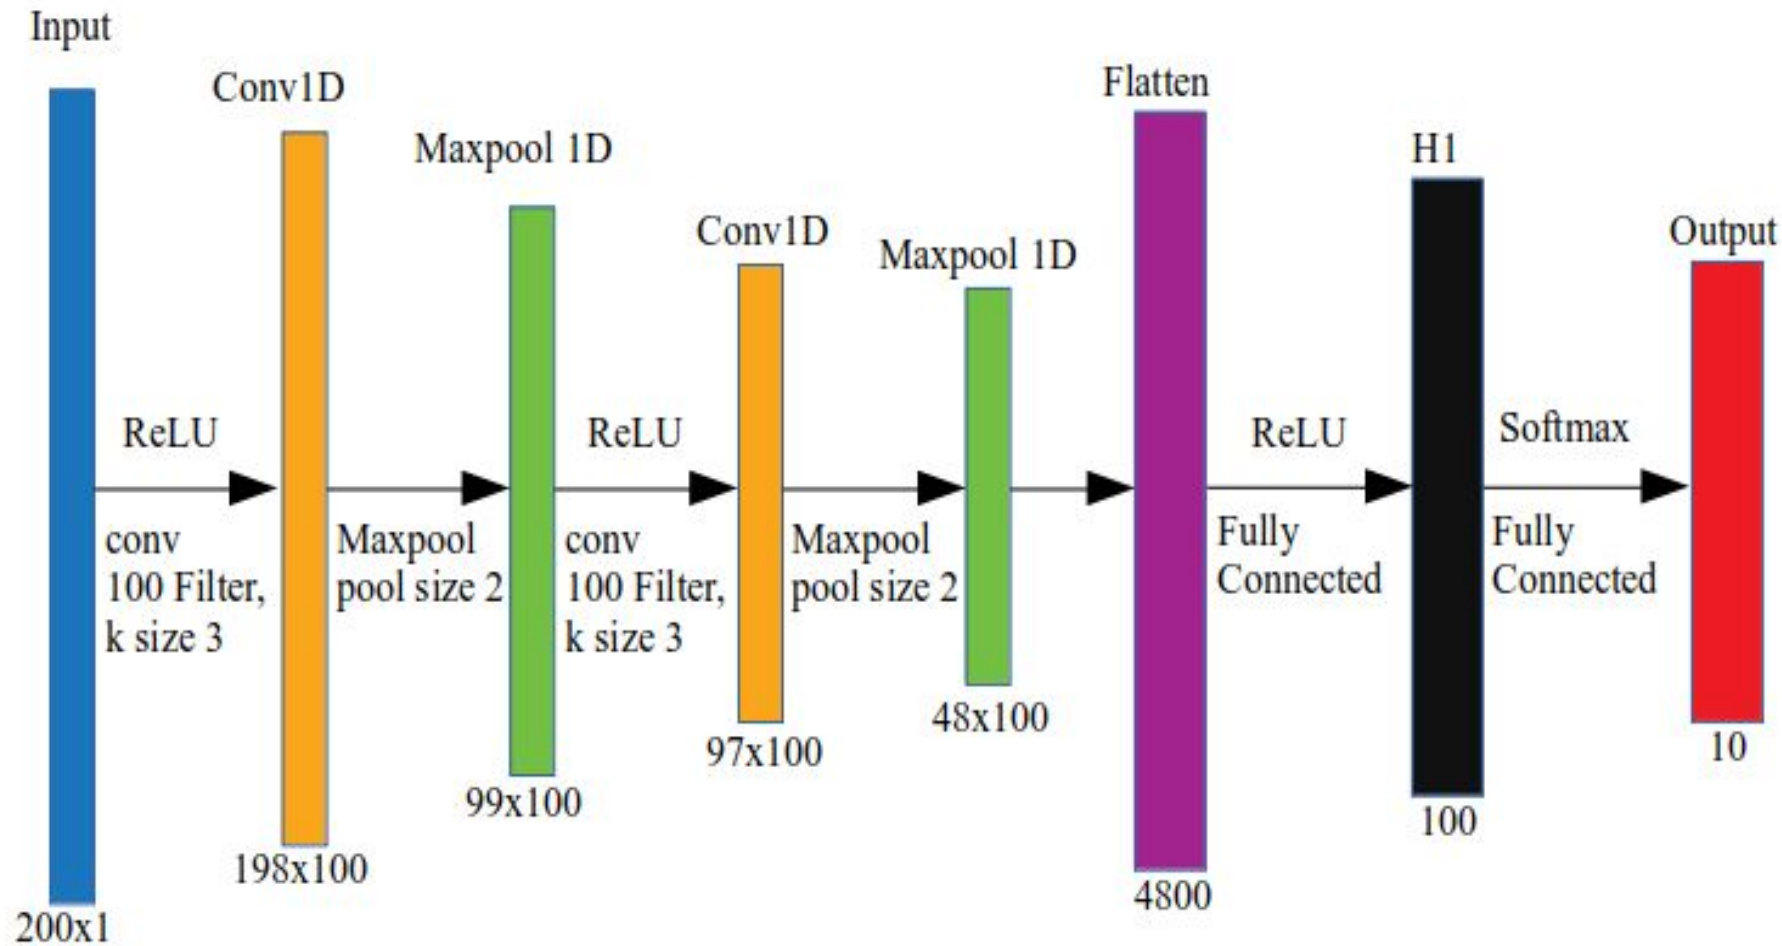 Input
Conv1D
Maxpool 1D
Conv1D
Maxpool 1D
Flatten
H1
Output
ReLU
conv
100 Filter,
k size 3
Maxpool
pool size 2
ReLU
conv
100 Filter,
k size 3
Maxpool
pool size 2
ReLU
Fully
Connected
Softmax
Fully
Connected
200x1
198x100
99x100
97x100
48x100
4800
100
10